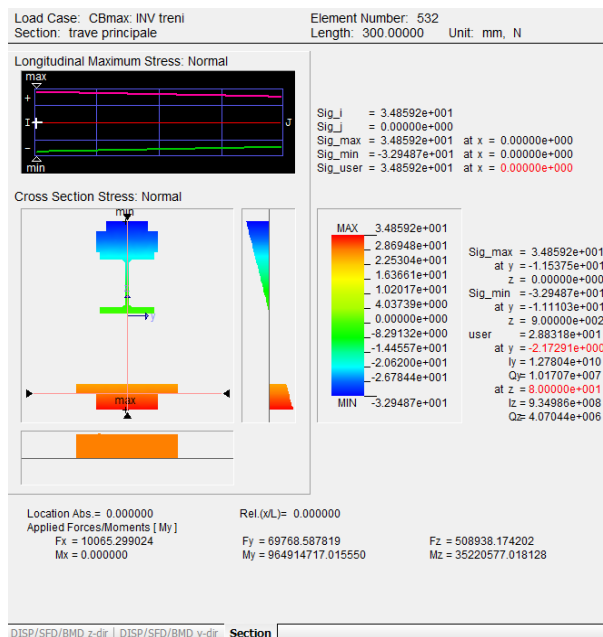 Load Case: CBmax: INV treni
Element Number: 532
Section: trave principale
Length: 300.00000 Unit: mm, N
Longitudinal Maximum Stress: Normal
max
+
I
J
-
min
Sig_i = 3.48592e+001
Sig_j = 0.00000e+000
Sig_max = 3.48592e+001 at x = 0.00000e+000
Sig_min = -3.29487e+001 at x = 0.00000e+000
Sig_user = 3.48592e+001 at x = 0.00000e+000
Cross Section Stress: Normal
min
y
max
MAX 3.48592e+001
2.86948e+001
2.25304e+001
1.63661e+001
1.02017e+001
4.03739e+000
0.00000e+000
-8.29132e+000
-1.44557e+001
-2.06200e+001
-2.67844e+001
MIN -3.29487e+001
Sig_max = 3.48592e+001
at y = -1.15375e+001
z = 0.00000e+000
Sig_min = -3.29487e+001
at y = -1.11103e+001
z = 9.00000e+002
user = 2.88318e+001
at y = -2.17291e+000
Iy = 1.27804e+010
Qy= 1.01707e+007
at z = 8.00000e+001
Iz = 9.34986e+008
Qz= 4.07044e+006
Location Abs.= 0.000000
Rel.(x/L)= 0.000000
Applied Forces/Moments [ My ]
Fx = 10065.299024
Fy = 69768.587819
Fz = 508938.174202
Mx = 0.000000
My = 964914717.015550
Mz = 35220577.018128
DISP/SFD/BMD z-dir | DISP/SFD/BMD y-dir Section